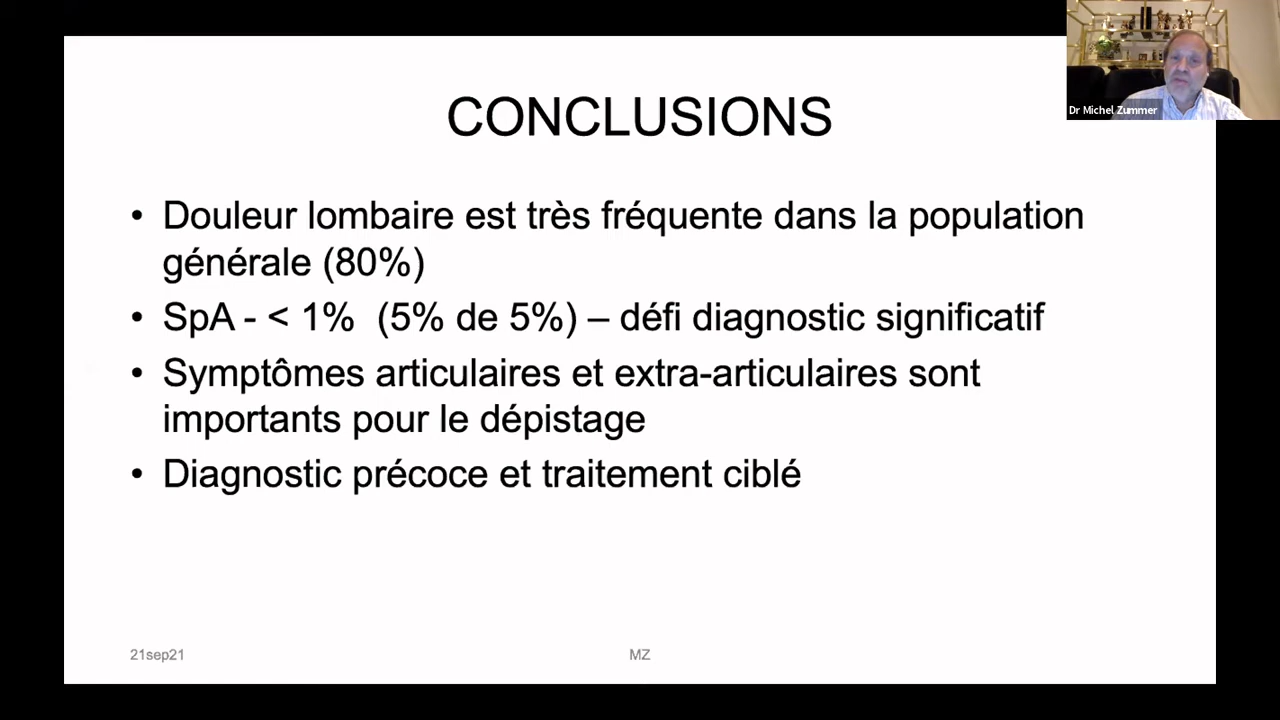 Dr Michel Zummer
CONCLUSIONS
• Douleur lombaire est très fréquente dans la population
générale (80%)
• SpA - < 1%  (5% de 5%) – défi diagnostic significatif
• Symptômes articulaires et extra-articulaires sont
importants pour le dépistage
• Diagnostic précoce et traitement ciblé
21sep21
MZ